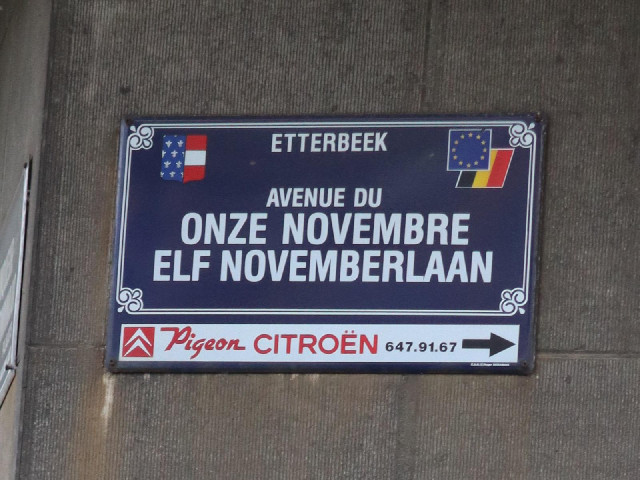 ETTERBEEK
AVENUE DU
ONZE NOVEMBRE
ELF NOVEMBERLAAN
Pigeon CITROËN 647.91.67